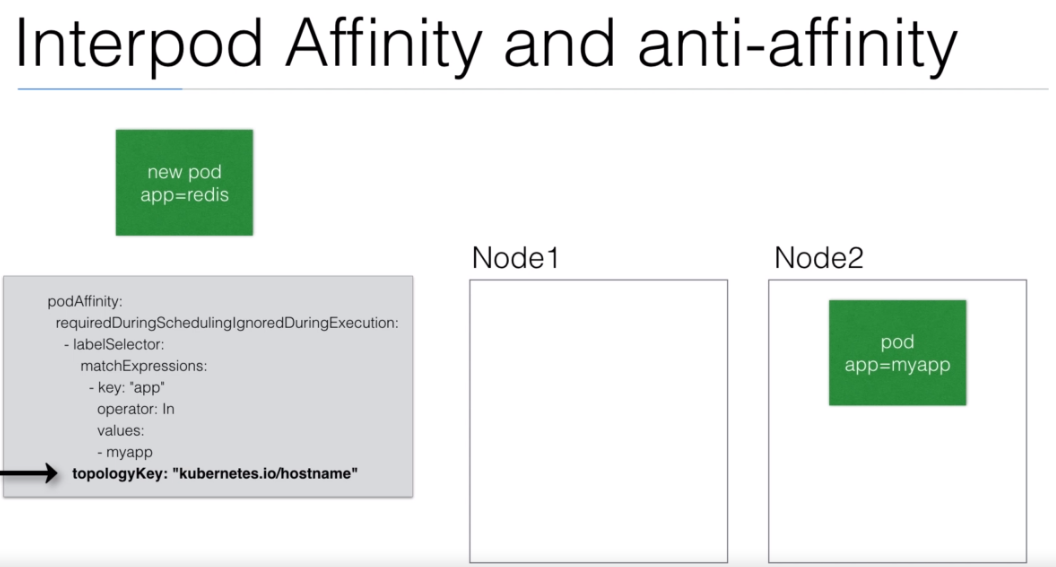 Interpod Affinity and anti-affinity
new pod
app=redis
podAffinity:
requiredDuringSchedulingIgnoredDuringExecution:
- labelSelector:
matchExpressions:
- key: "app"
operator: In
values:
- myapp
topologyKey: "kubernetes.io/hostname"
Node1
Node2
pod
app=myapp